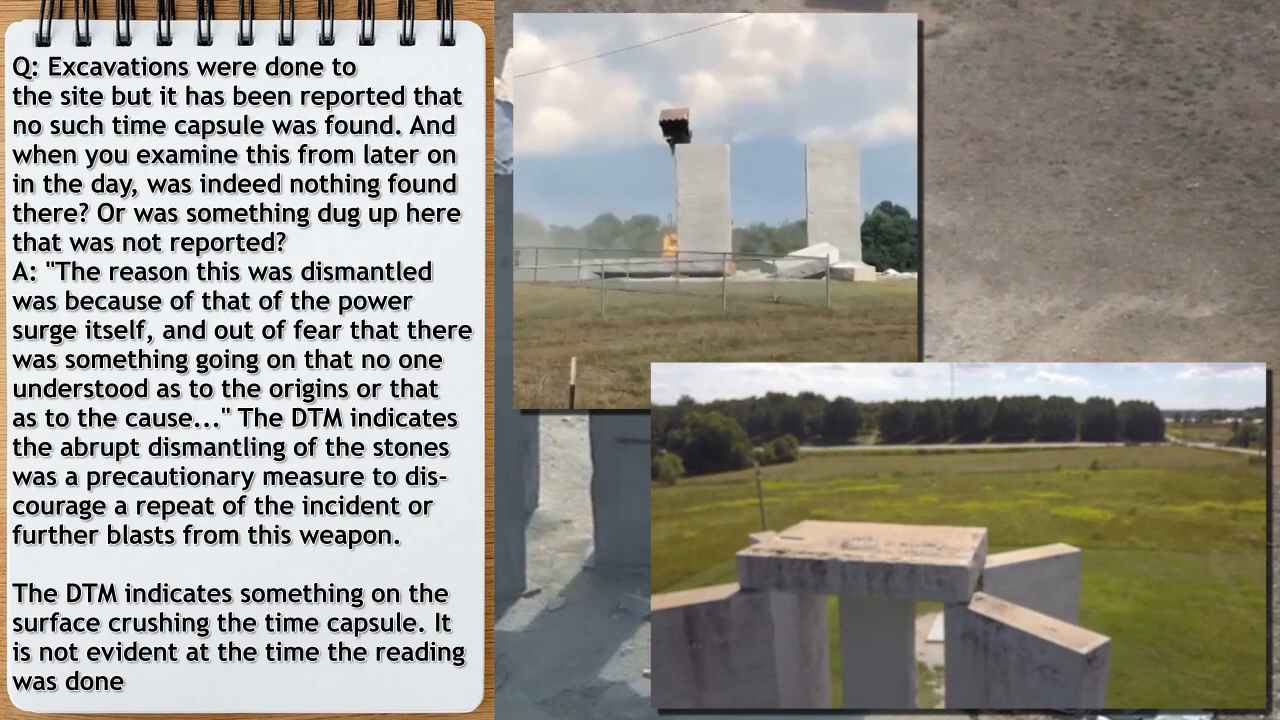 Q: Excavations were done to
the site but it has been reported that
no such time capsule was found. And
when you examine this from later on
in the day, was indeed nothing found
there? Or was something dug up here
that was not reported?
A: "The reason this was dismantled
was because of that of the power
surge itself, and out of fear that there
was something going on that no one
understood as to the origins or that
as to the cause..." The DTM indicates
the abrupt dismantling of the stones
was a precautionary measure to dis-
courage a repeat of the incident or
further blasts from this weapon.
The DTM indicates something on the
surface crushing the time capsule. It
is not evident at the time the reading
was done